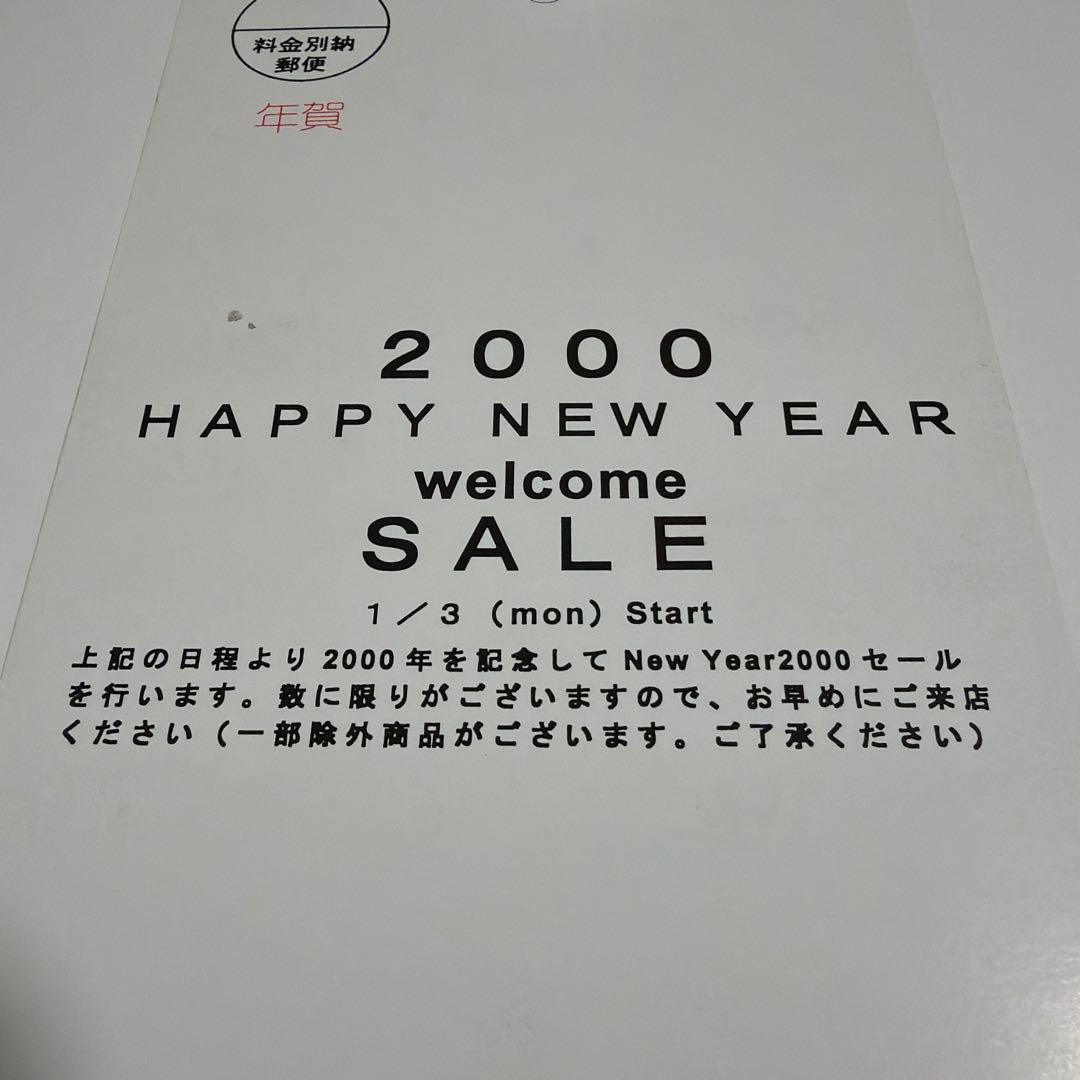 料金別納
郵便
年賀
2000
HAPPY NEW YEAR
welcome
SALE
1／3（mon）Start
上記の日程より2000年を記念してNew Year2000セール
を行います。数に限りがございますので、お早めにご来店
ください（一部除外商品がございます。ご了承ください）